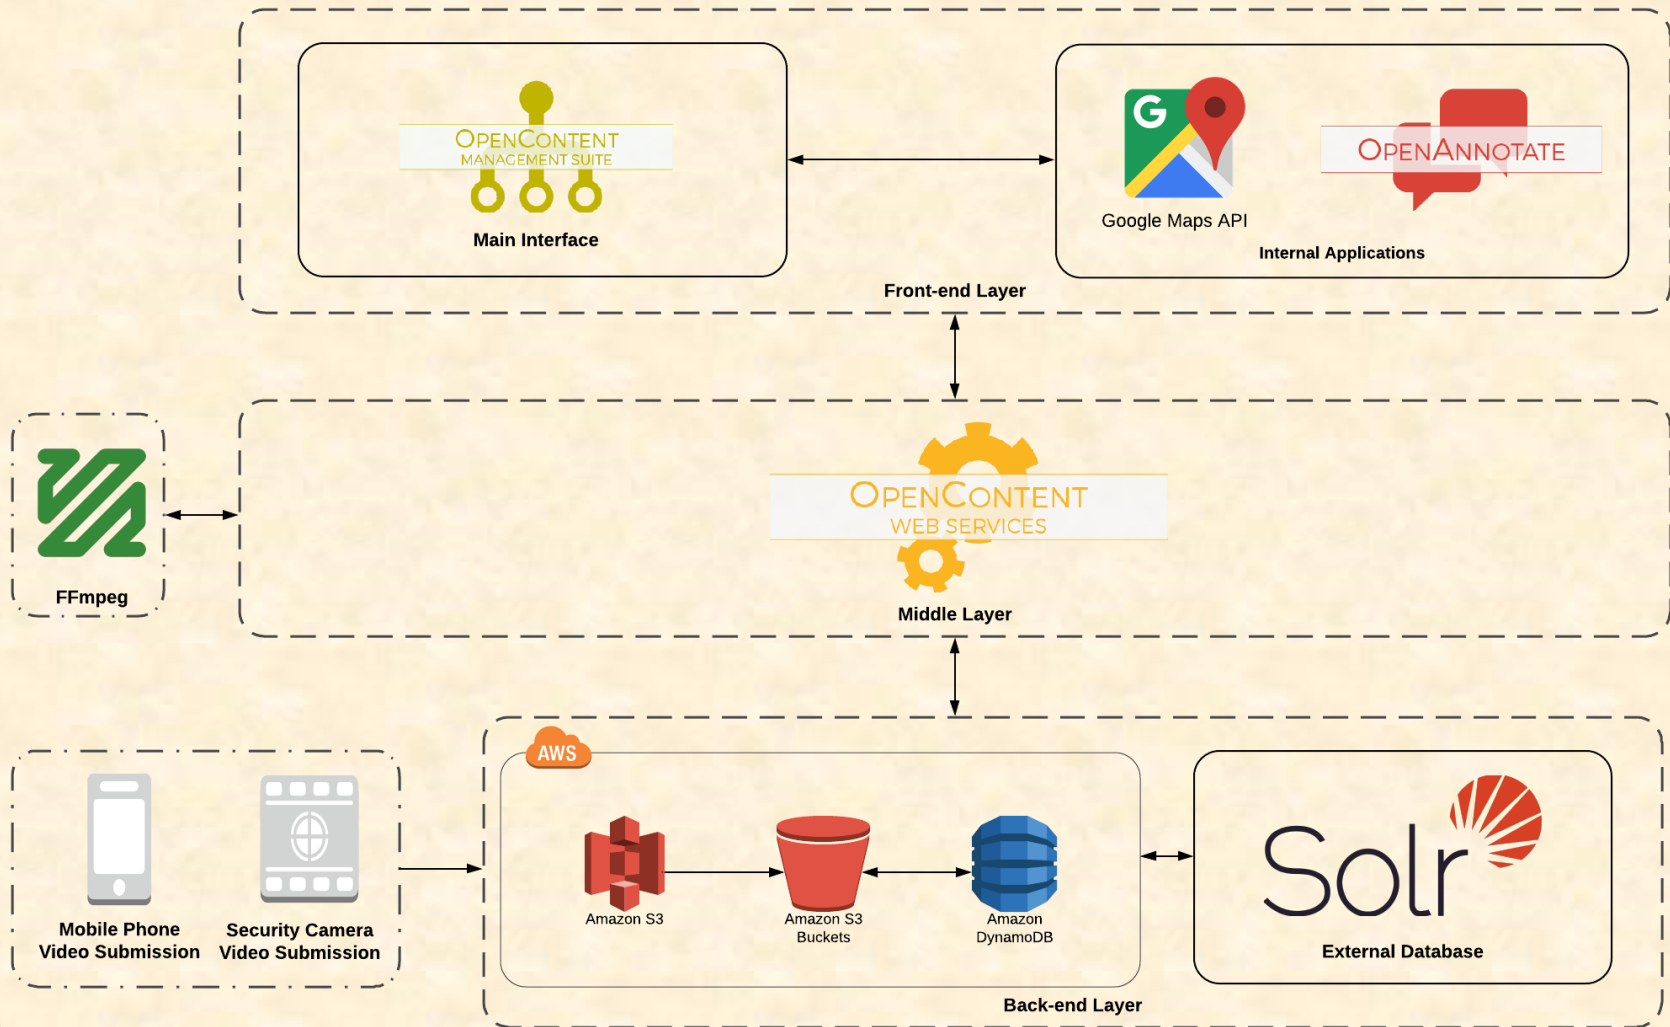 OPENCONTENT
MANAGEMENT SUITE
Main Interface
G
Google Maps API
OPENANNOTATE
Internal Applications
Front-end Layer
FFmpeg
OPENCONTENT
WEB SERVICES
Middle Layer
Mobile Phone
Video Submission
Security Camera
Video Submission
AWS
Amazon S3
Amazon S3
Buckets
Amazon
DynamoDB
Solr
External Database
Back-end Layer